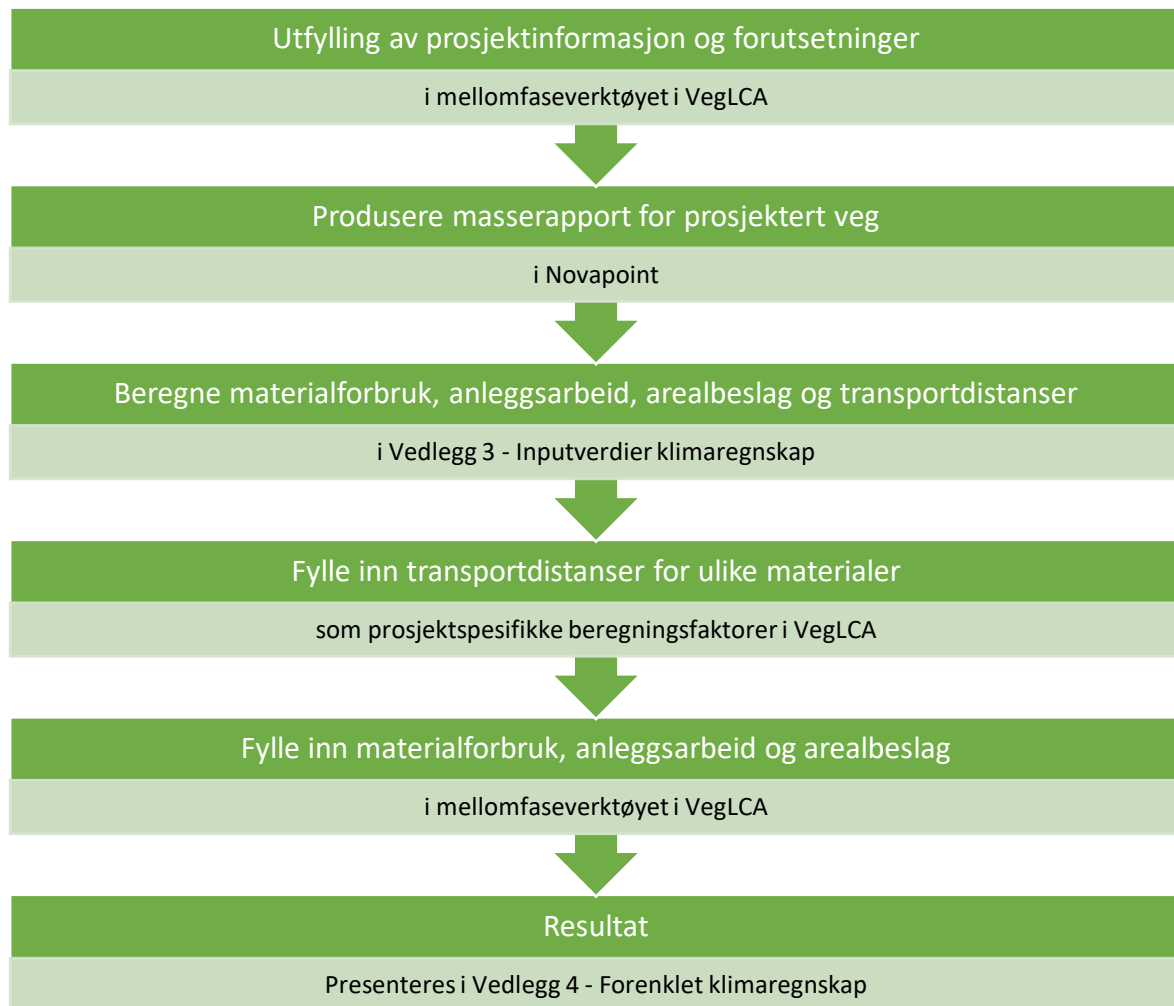 Utfylling av prosjektinformasjon og forutsetninger
i mellomfaseverktøyet i VegLCA
Produsere masserapport for prosjektert veg
i Novapoint
Beregne materialforbruk, anleggsarbeid, arealbeslag og transportdistanser
i Vedlegg 3 - Inputverdier klimaregnskap
Fylle inn transportdistanser for ulike materialer
som prosjektspesifikke beregningsfaktorer i VegLCA
Fylle inn materialforbruk, anleggsarbeid og arealbeslag
i mellomfaseverktøyet i VegLCA
Resultat
Presenteres i Vedlegg 4 - Forenklet klimaregnskap